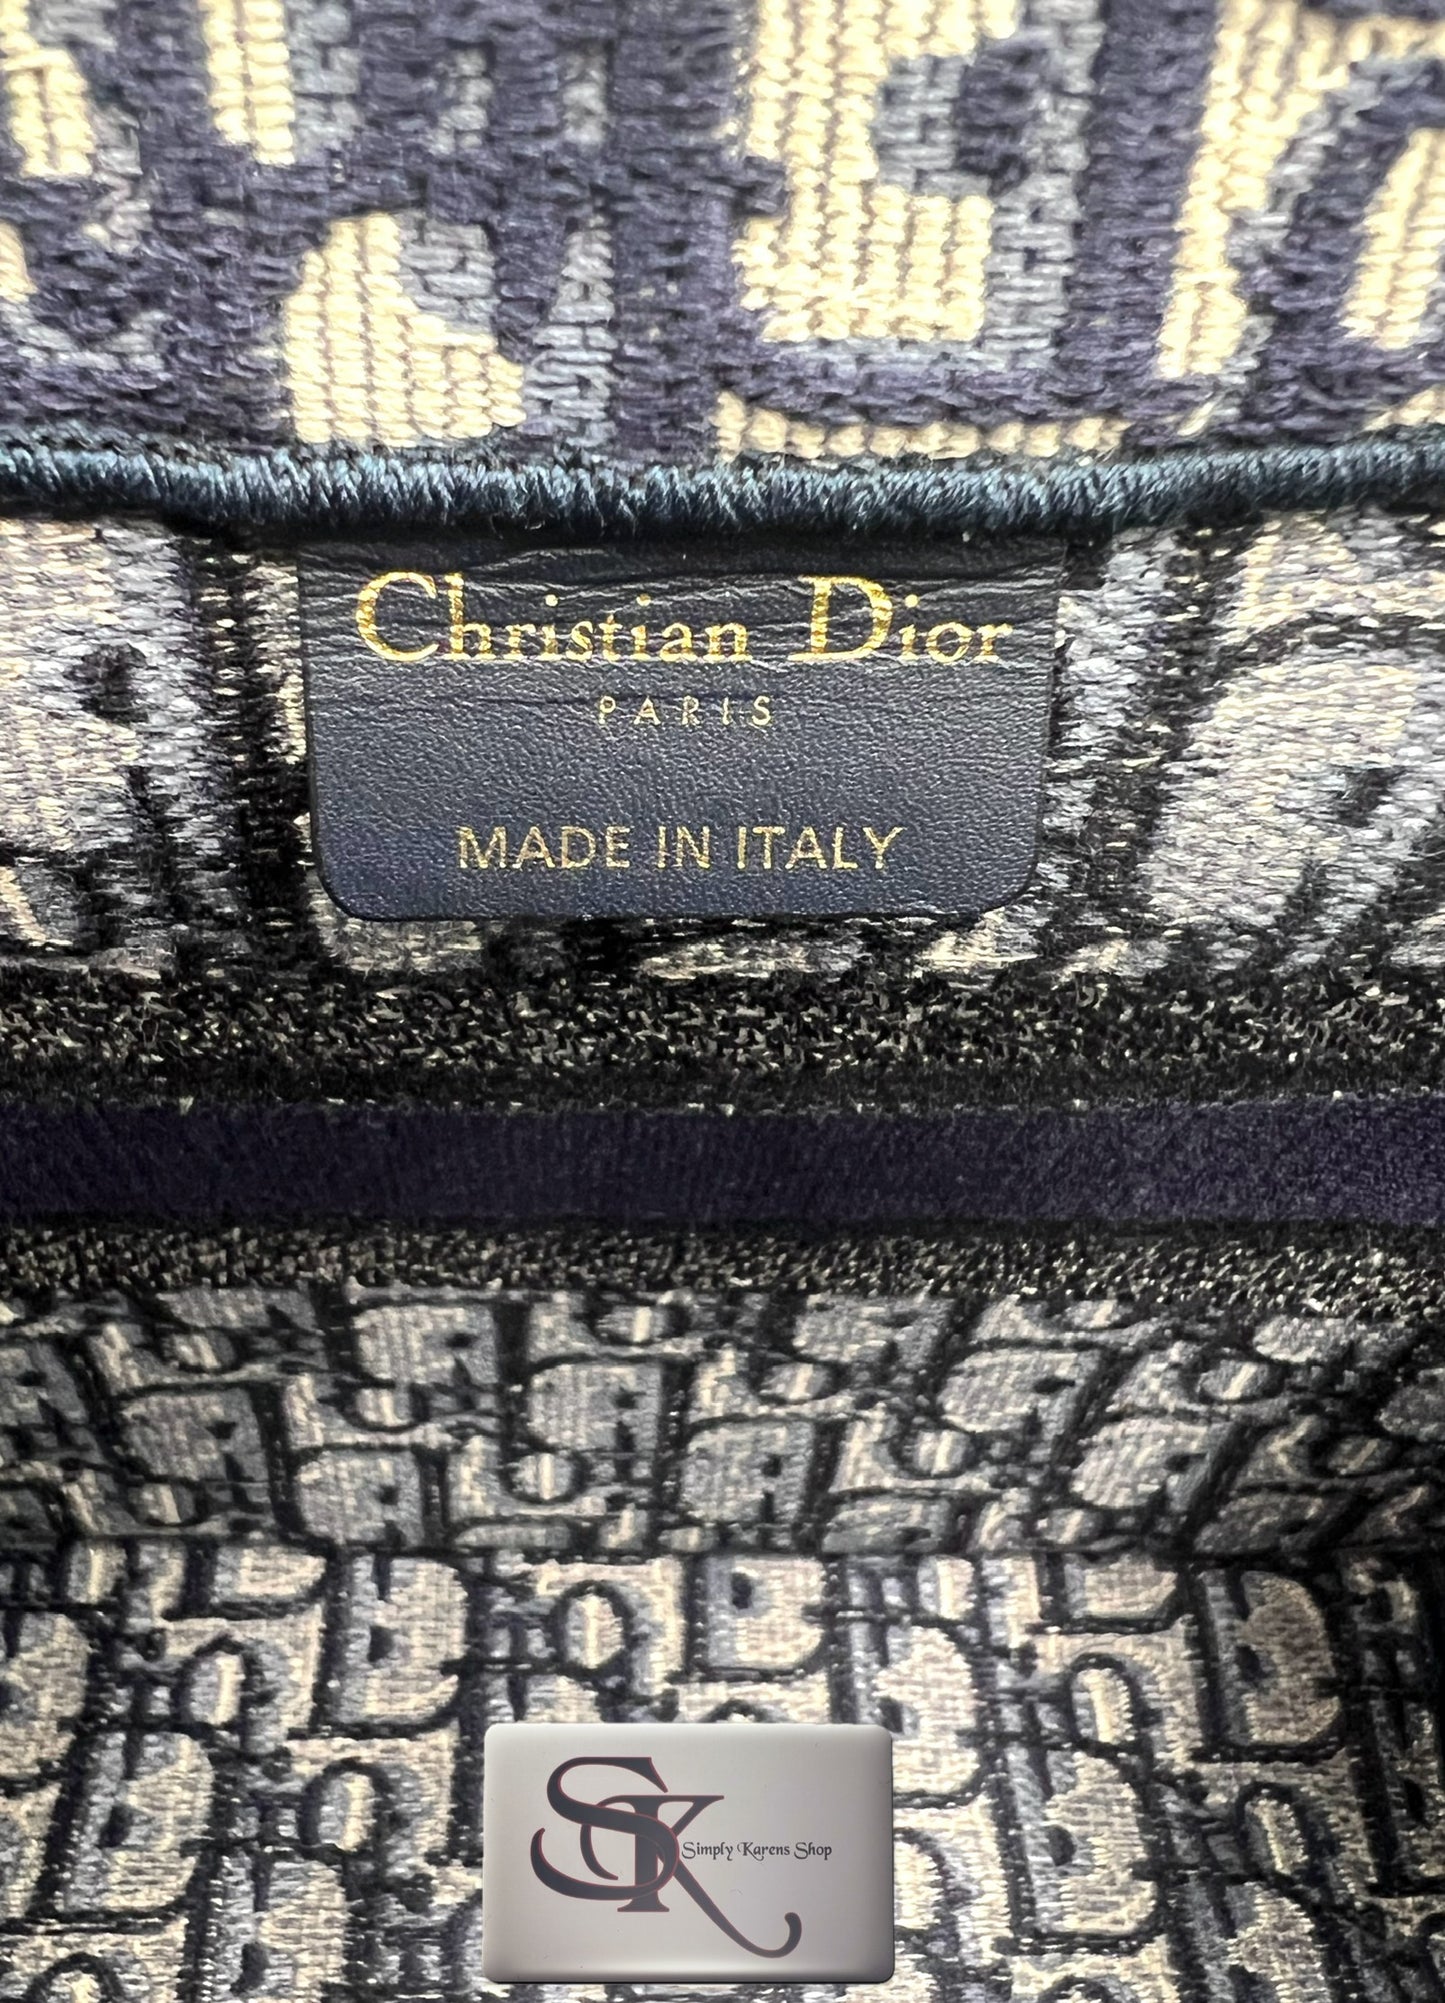 Christian Dior
PARIS
MADE IN ITALY
SK
Simply Karens Shop